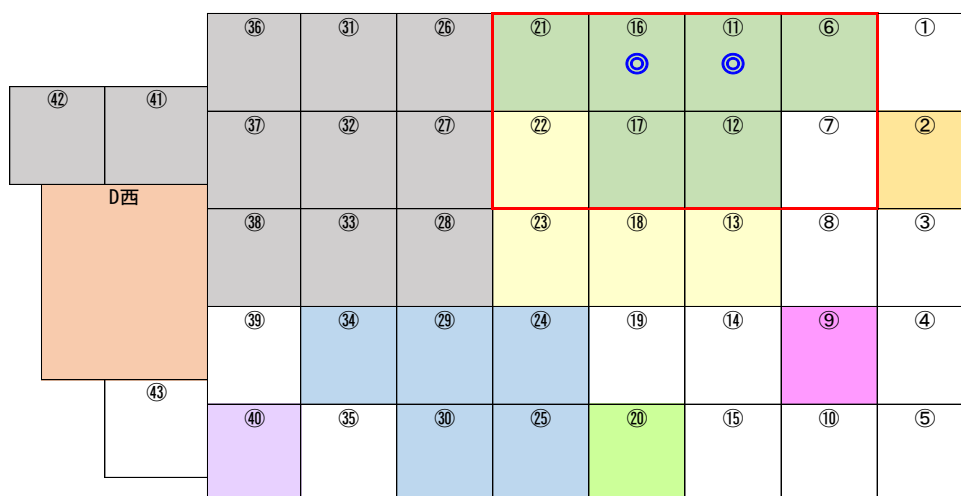 ㊱ ㉛ ㉖ ㉑ ⑯ ⑪ ⑥ ①
◎ ◎
㊷ ㊶
㊲ ㉜ ㉗ ㉒ ⑰ ⑫ ⑦ ②
D西
㊳ ㉝ ㉘ ㉓ ⑱ ⑬ ⑧ ③
㊴ ㉞ ㉙ ㉔ ⑲ ⑭ ⑨ ④
㊸
㊵ ㉟ ㉚ ㉕ ⑳ ⑮ ⑩ ⑤